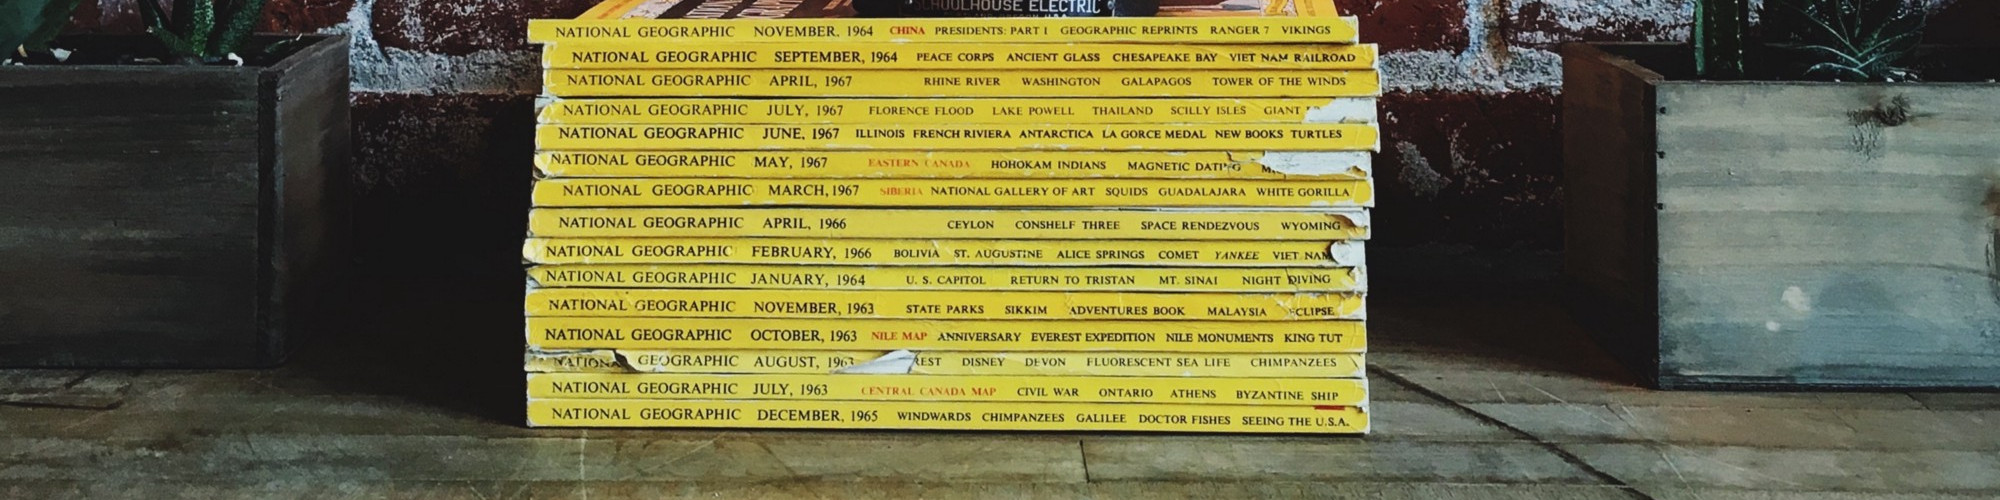 SCHOOLHOUSE ELECTRIC
NATIONAL GEOGRAPHIC NOVEMBER, 1964 CHINA PRESIDENTS: PART I GEOGRAPHIC REPRINTS RANGER 7 VIKINGS
NATIONAL GEOGRAPHIC SEPTEMBER, 1964 PEACE CORPS ANCIENT GLASS CHESAPEAKE BAY VIET NAM RAILROAD
NATIONAL GEOGRAPHIC APRIL, 1967 RHINE RIVER WASHINGTON GALAPAGOS TOWER OF THE WINDS
NATIONAL GEOGRAPHIC JULY, 1967 FLORENCE FLOOD LAKE POWELL THAILAND SCILLY ISLES GIANT
NATIONAL GEOGRAPHIC JUNE, 1967 ILLINOIS FRENCH RIVIERA ANTARCTICA LA GORCE MEDAL NEW BOOKS TURTLES
NATIONAL GEOGRAPHIC MAY, 1967 EASTERN CANADA HOHOKAM INDIANS MAGNETIC DATING
NATIONAL GEOGRAPHIC MARCH, 1967 SIBERIA NATIONAL GALLERY OF ART SQUIDS GUADALAJARA WHITE GORILLA
NATIONAL GEOGRAPHIC APRIL, 1966 CEYLON CONSHELF THREE SPACE RENDEZVOUS WYOMING
NATIONAL GEOGRAPHIC FEBRUARY, 1966 BOLIVIA ST. AUGUSTINE ALICE SPRINGS COMET YANKEE VIET NAM
NATIONAL GEOGRAPHIC JANUARY, 1964 U. S. CAPITOL RETURN TO TRISTAN MT. SINAI NIGHT DIVING
NATIONAL GEOGRAPHIC NOVEMBER, 1963 STATE PARKS SIKKIM ADVENTURES BOOK MALAYSIA ECLIPSE
NATIONAL GEOGRAPHIC OCTOBER, 1963 NILE MAP ANNIVERSARY EVEREST EXPEDITION NILE MONUMENTS KING TUT
NATIONAL GEOGRAPHIC AUGUST, 1963 DISNEY DEVON FLUORESCENT SEA LIFE CHIMPANZEES
NATIONAL GEOGRAPHIC JULY, 1963 CENTRAL CANADA MAP CIVIL WAR ONTARIO ATHENS BYZANTINE SHIP
NATIONAL GEOGRAPHIC DECEMBER, 1965 WINDWARDS CHIMPANZEES GALILEE DOCTOR FISHES SEEING THE U.S.A.